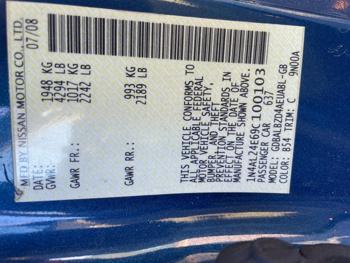 MFD BY NISSAN MOTOR CO., LTD.
DATE: 07/08
GVWR: 1948 KG
4294 LB
GAWR FR: 1017 KG
2242 LB
GAWR RR: 993 KG
2189 LB
THIS VEHICLE CONFORMS TO
ALL APPLICABLE FEDERAL
MOTOR VEHICLE SAFETY,
BUMPER, AND THEFT
PREVENTION STANDARDS IN
EFFECT ON THE DATE OF
MANUFACTURE SHOWN ABOVE.
1N4AL24E69C100103
PASSENGER CAR 637
COLOR: B54 TRIM: C 9N00A